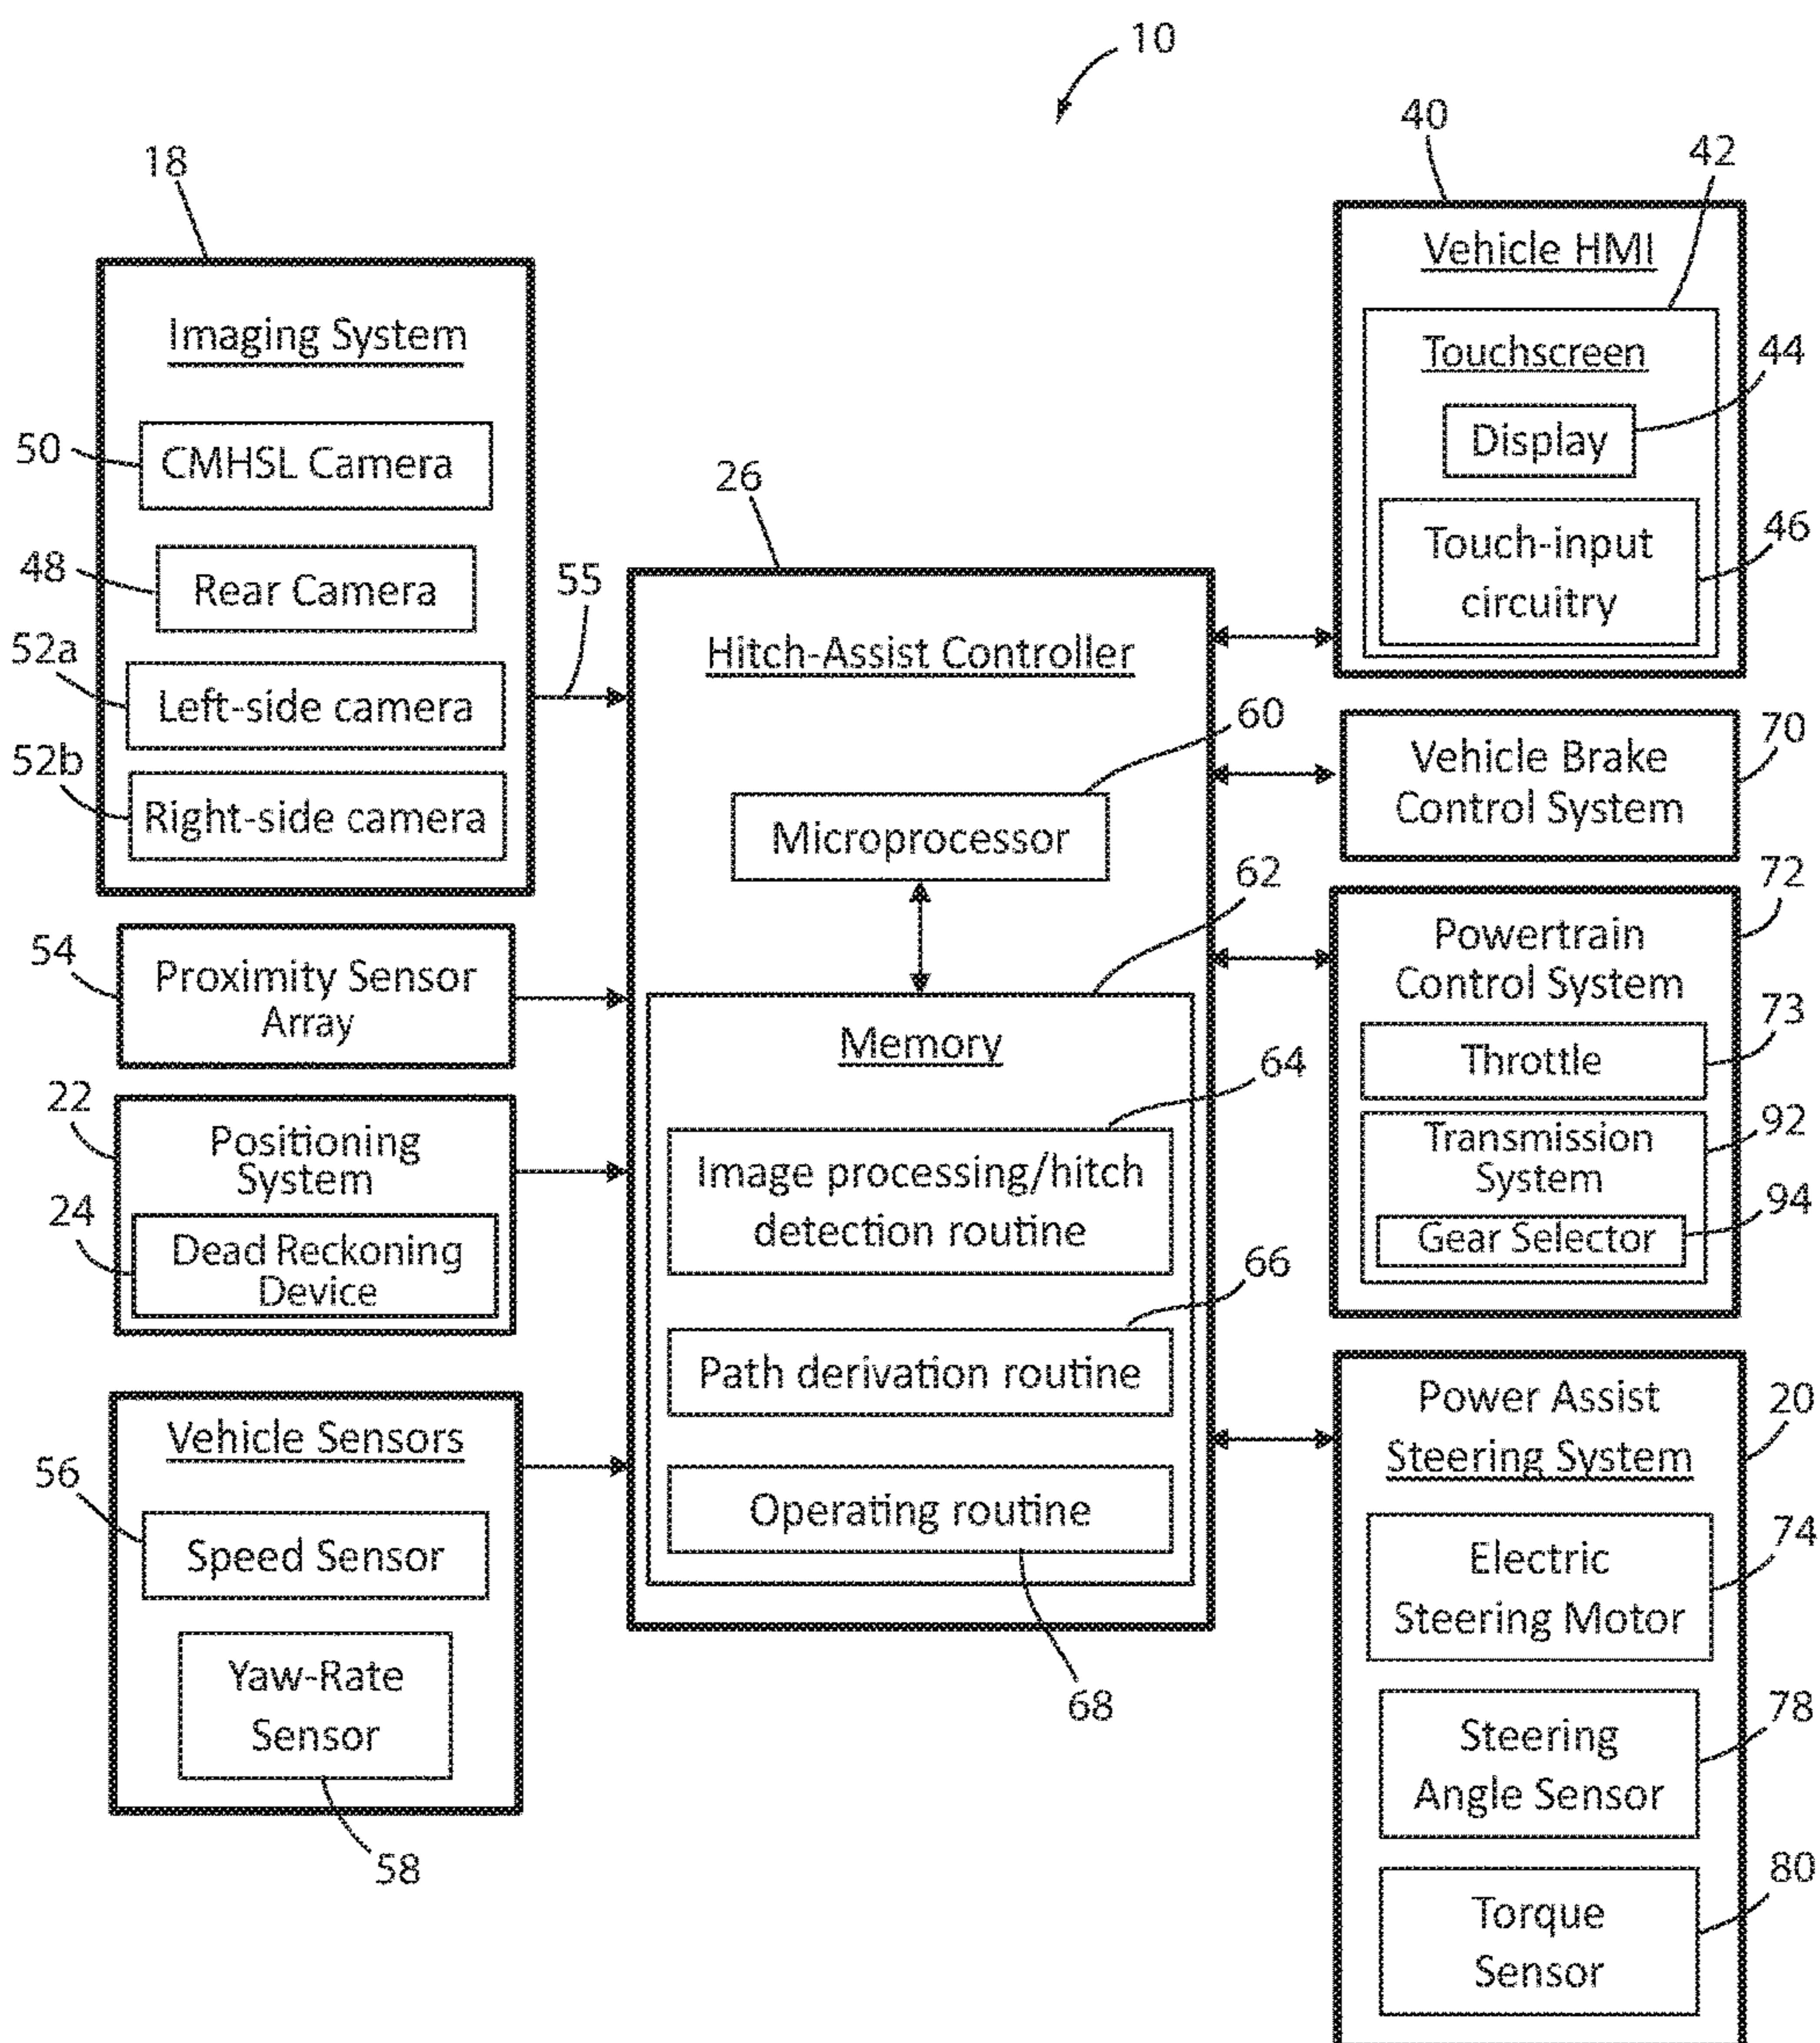 10
18
Imaging System
50
CMHSL Camera
48
Rear Camera
52a
Left-side camera
52b
Right-side camera
55
54
Proximity Sensor
Array
22
Positioning
System
24
Dead Reckoning
Device
Vehicle Sensors
56
Speed Sensor
Yaw-Rate
Sensor
58
26
Hitch-Assist Controller
60
Microprocessor
62
Memory
64
Image processing/hitch
detection routine
66
Path derivation routine
Operating routine
68
40
42
Vehicle HMI
Touchscreen
44
Display
46
Touch-input
circuitry
Vehicle Brake
Control System
70
72
Powertrain
Control System
73
Throttle
92
Transmission
System
94
Gear Selector
Power Assist
Steering System
20
Electric
Steering Motor
74
Steering
Angle Sensor
78
Torque
Sensor
80